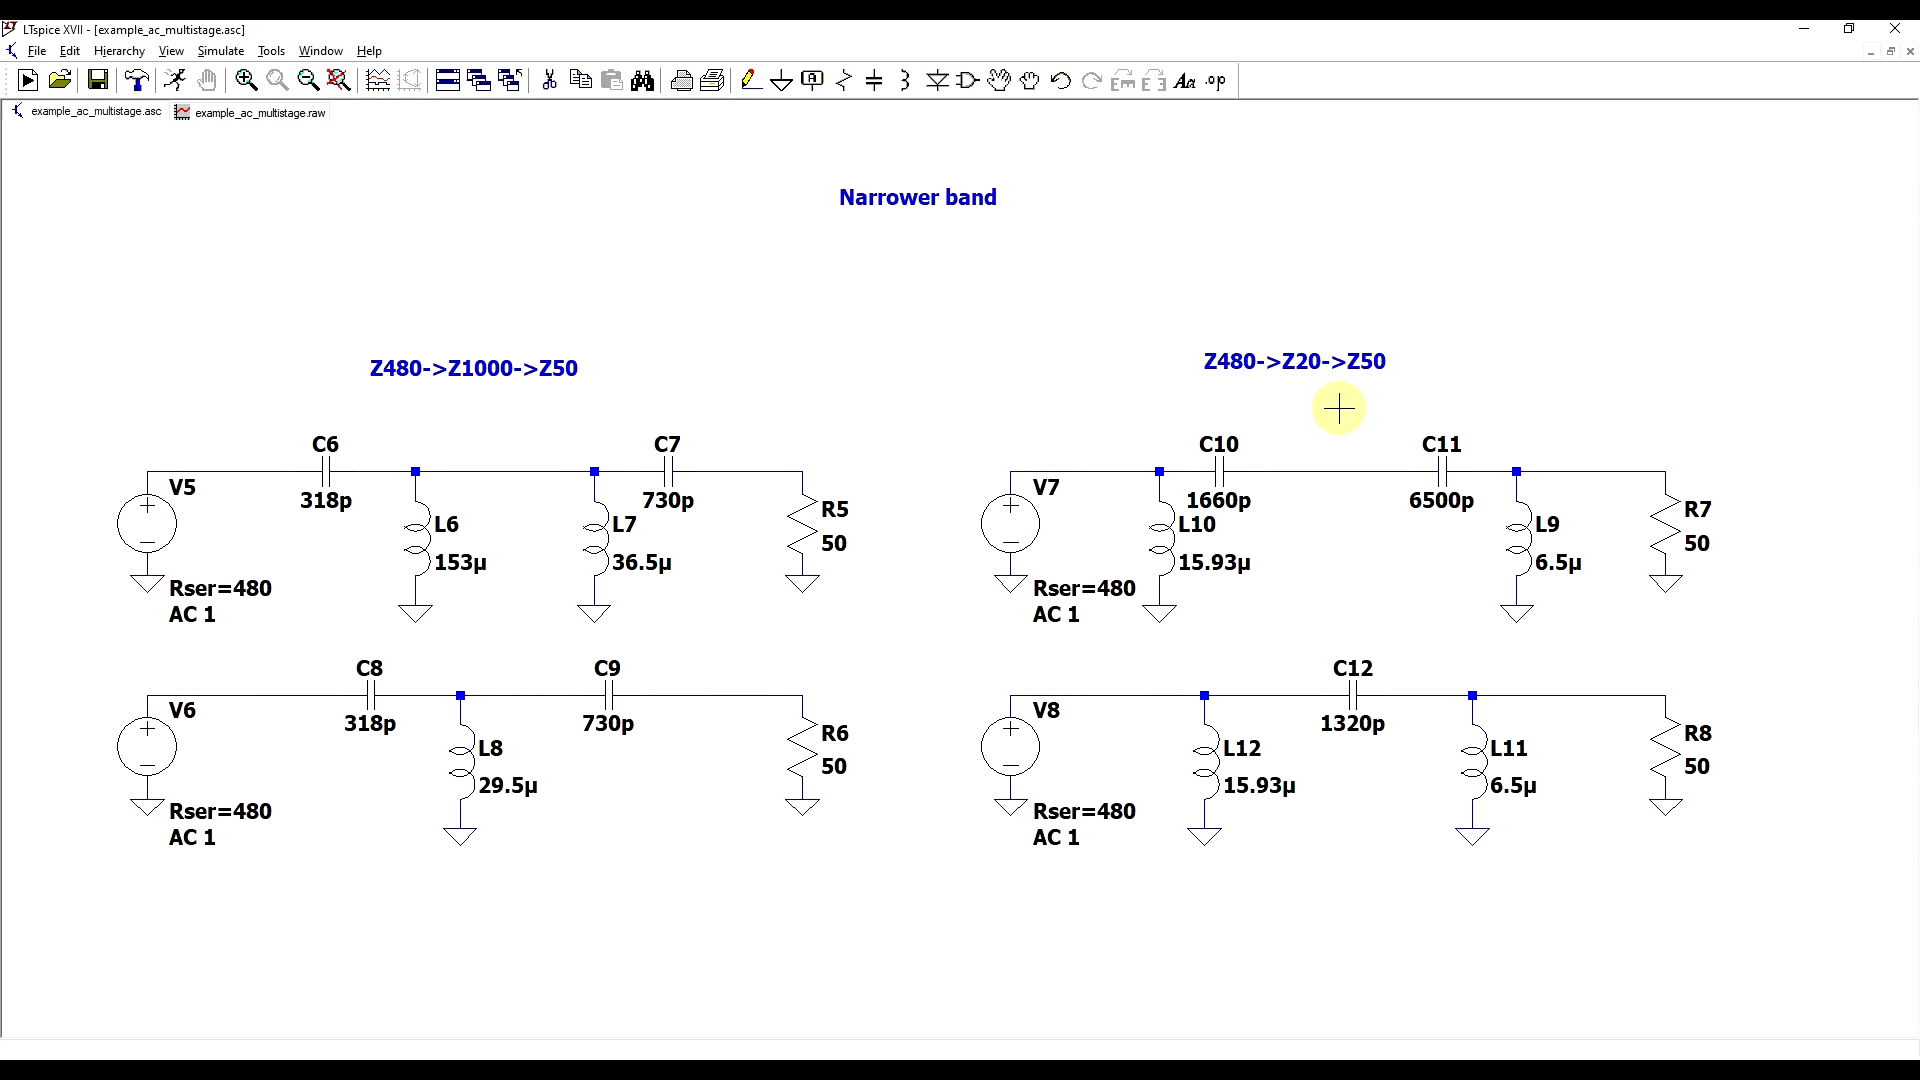 LTspice XVII - [example_ac_multistage.asc]
File Edit Hierarchy View Simulate Tools Window Help
Aa .op
example_ac_multistage.asc example_ac_multistage.raw
Narrower band
Z480->Z1000->Z50
Z480->Z20->Z50
C6 C7 C10 C11
V5 V7
318p 730p 1660p 6500p
R5 R7
L6 L7 L10 L9
50 50
153µ 36.5µ 15.93µ 6.5µ
Rser=480 Rser=480
AC 1 AC 1
C8 C9 C12
V6 V8
318p 730p 1320p
R6 R8
L8 L12 L11
50 50
29.5µ 15.93µ 6.5µ
Rser=480 Rser=480
AC 1 AC 1